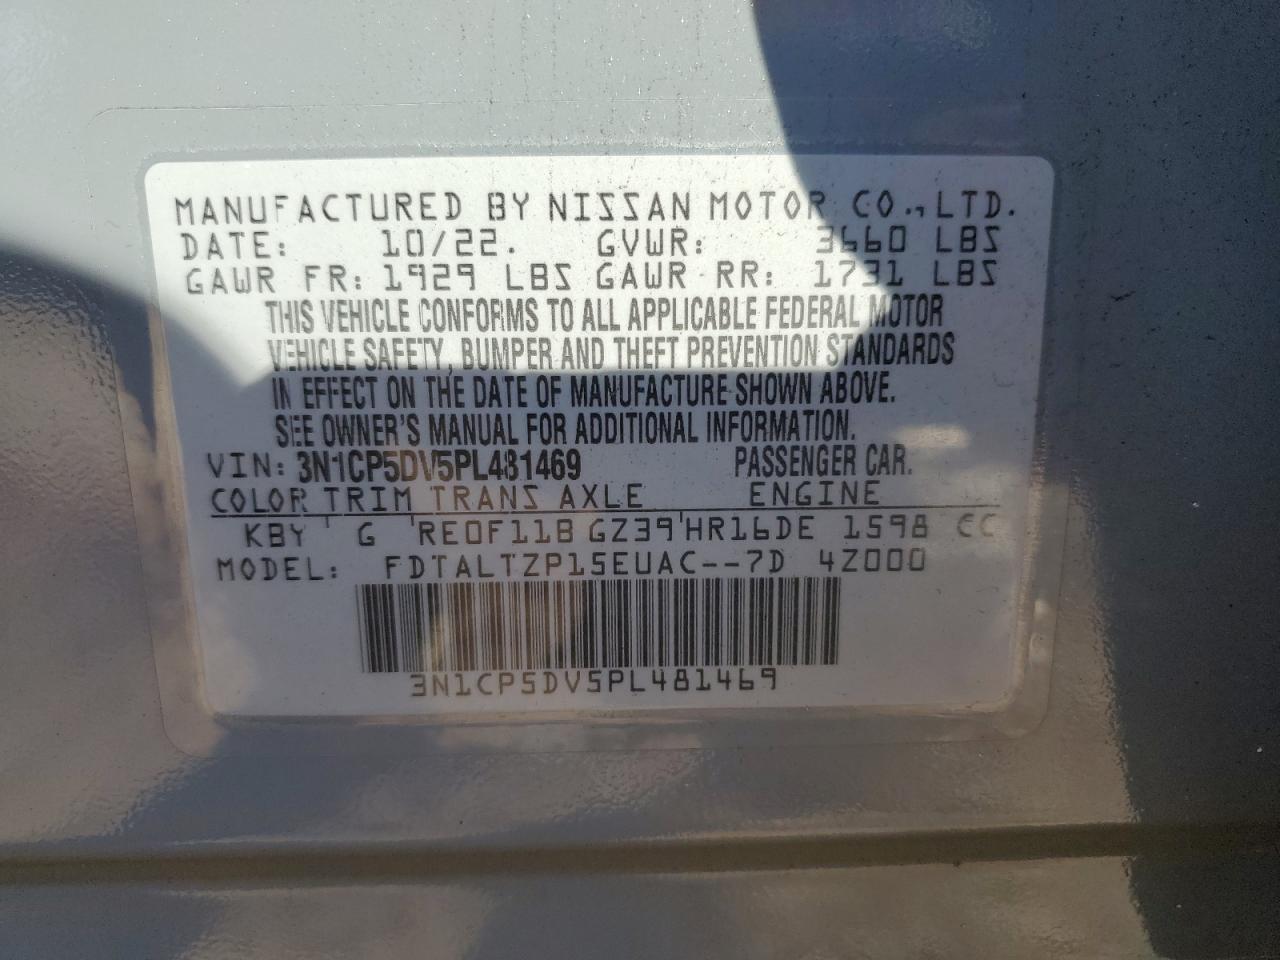 MANUFACTURED BY NISSAN MOTOR CO., LTD.
DATE: 10/22. GVWR: 3660 LBS
GAWR FR: 1929 LBS GAWR RR: 1731 LBS
THIS VEHICLE CONFORMS TO ALL APPLICABLE FEDERAL MOTOR
VEHICLE SAFETY, BUMPER AND THEFT PREVENTION STANDARDS
IN EFFECT ON THE DATE OF MANUFACTURE SHOWN ABOVE.
SEE OWNER'S MANUAL FOR ADDITIONAL INFORMATION.
VIN: 3N1CP5DV5PL481469 PASSENGER CAR.
COLOR TRIM TRANS AXLE ENGINE
KBY ' G 'RE0F11B GZ39'HR16DE 1598 CC
MODEL: FDTALTZP15EUAC--7D 4Z000
3N1CP5DV5PL481469